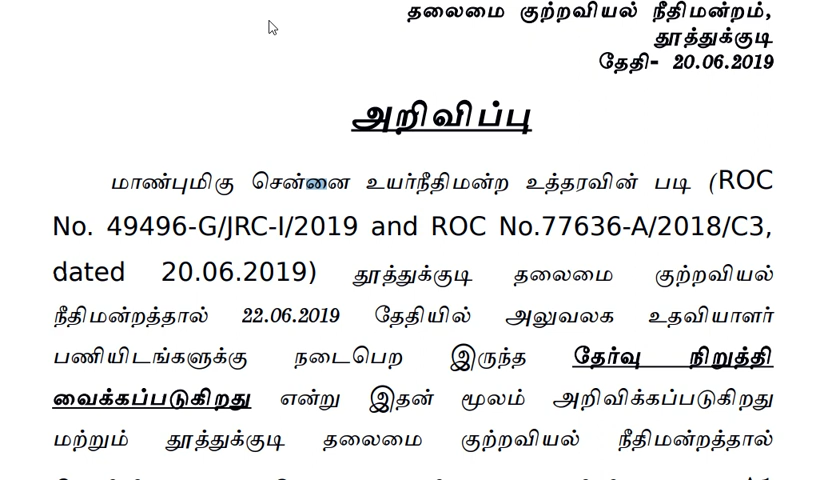 தலைமை குற்றவியல் நீதிமன்றம்,
தூத்துக்குடி
தேதி- 20.06.2019
அறிவிப்பு
மாண்புமிகு சென்னை உயர்நீதிமன்ற உத்தரவின் படி (ROC
No. 49496-G/JRC-I/2019 and ROC No.77636-A/2018/C3,
dated 20.06.2019) தூத்துக்குடி தலைமை குற்றவியல்
நீதிமன்றத்தால் 22.06.2019 தேதியில் அலுவலக உதவியாளர்
பணியிடங்களுக்கு நடைபெற இருந்த தேர்வு நிறுத்தி
வைக்கப்படுகிறது என்று இதன் மூலம் அறிவிக்கப்படுகிறது
மற்றும் தூத்துக்குடி தலைமை குற்றவியல் நீதிமன்றத்தால்